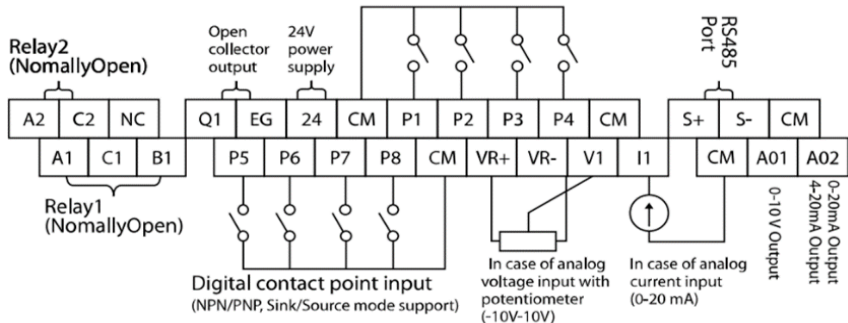 Relay2
(NomallyOpen)
Open
collector
output
24V
power
supply
RS485
Port
A2 C2 NC Q1 EG 24 CM P1 P2 P3 P4 CM S+ S- CM
A1 C1 B1 P5 P6 P7 P8 CM VR+ VR- V1 I1 CM A01 A02
Relay1
(NomallyOpen)
Digital contact point input
(NPN/PNP, Sink/Source mode support)
In case of analog
voltage input with
potentiometer
(-10V-10V)
In case of analog
current input
(0-20 mA)
0-10 V Output
0-20mA Output
4-20mA Output